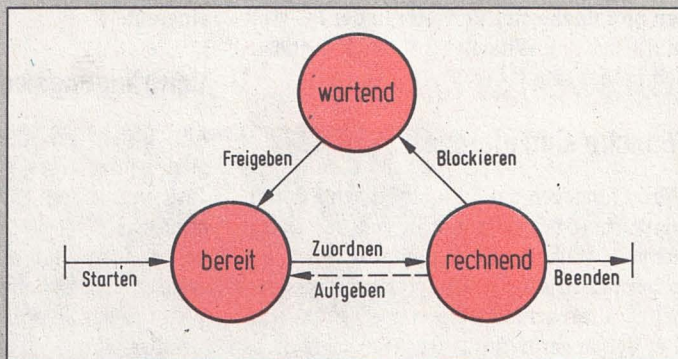 wartend
Freigeben
Blockieren
bereit
Zuordnen
rechnend
Starten
Aufgeben
Beenden